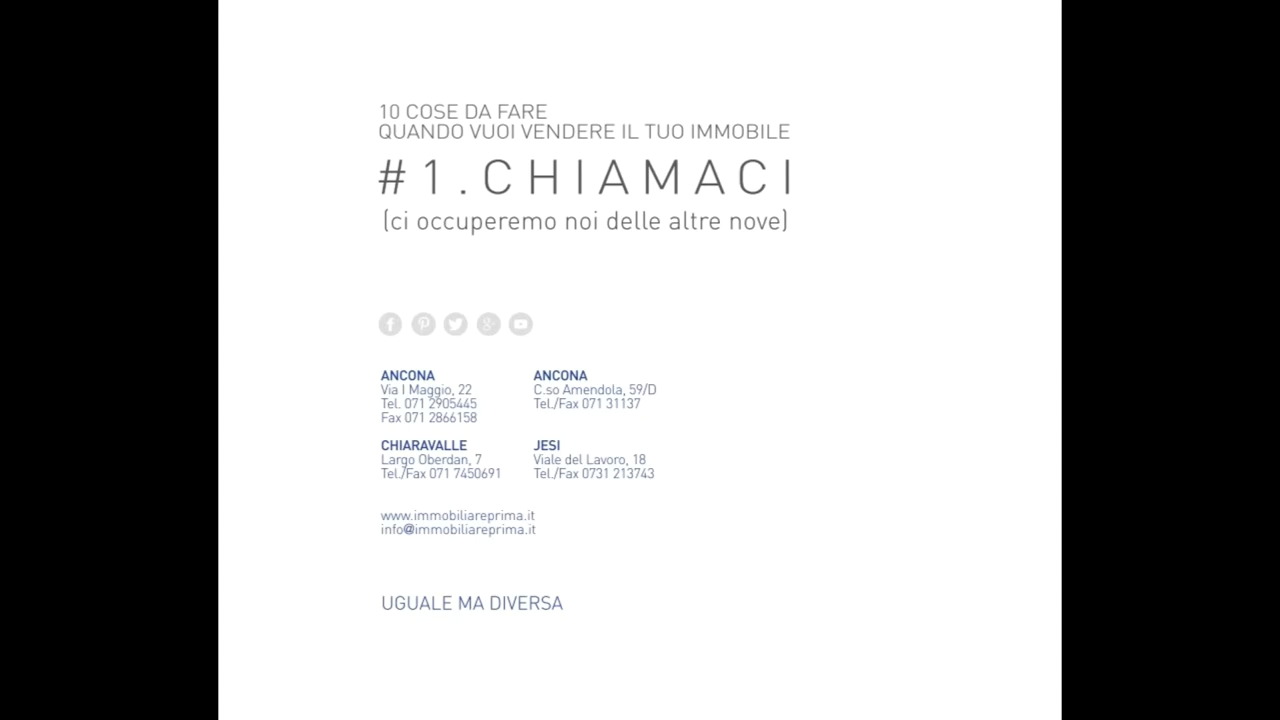 10 COSE DA FARE
QUANDO VUOI VENDERE IL TUO IMMOBILE
#1.CHIAMACI
(ci occuperemo noi delle altre nove)
ANCONA
Via I Maggio, 22
Tel. 071 2905445
Fax 071 2866158
ANCONA
C.so Amendola, 59/D
Tel./Fax 071 31137
CHIARAVALLE
Largo Oberdan, 7
Tel./Fax 071 7450691
JESI
Viale del Lavoro, 18
Tel./Fax 0731 213743
www.immobiliareprima.it
info@immobiliareprima.it
UGUALE MA DIVERSA